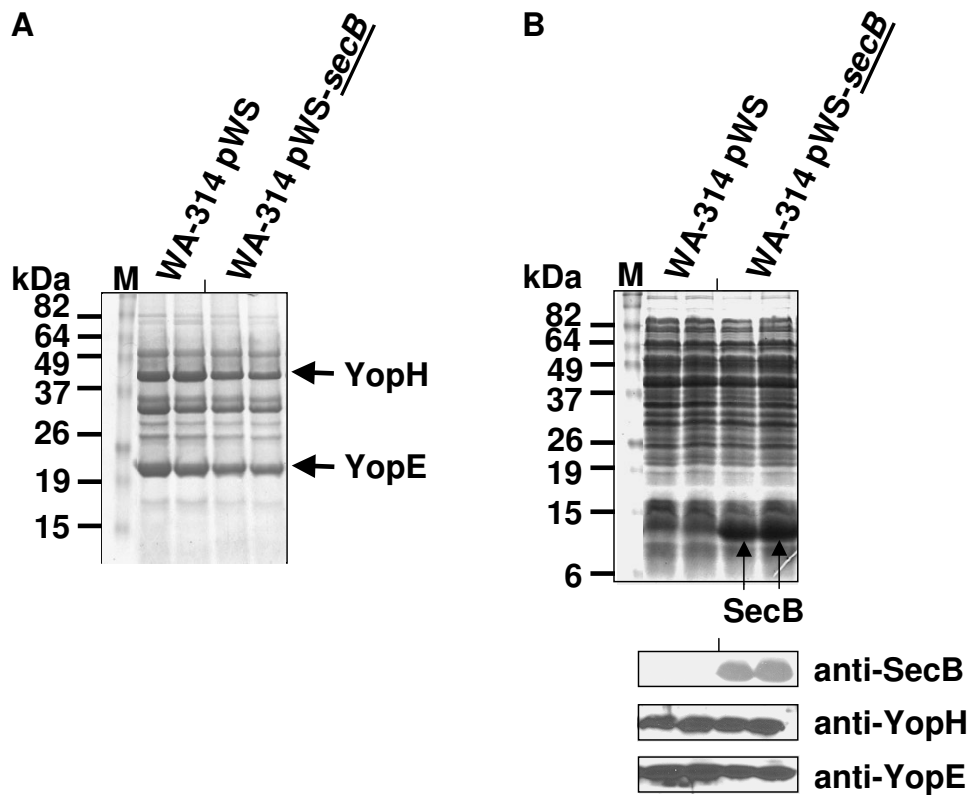 A
WA-314 pWS
WA-314 pWS-secB
kDa
M
82
64
49
37
26
19
15
YopH
YopE
B
WA-314 pWS
WA-314 pWS-secB
kDa
M
82
64
49
37
26
19
15
6
SecB
anti-SecB
anti-YopH
anti-YopE